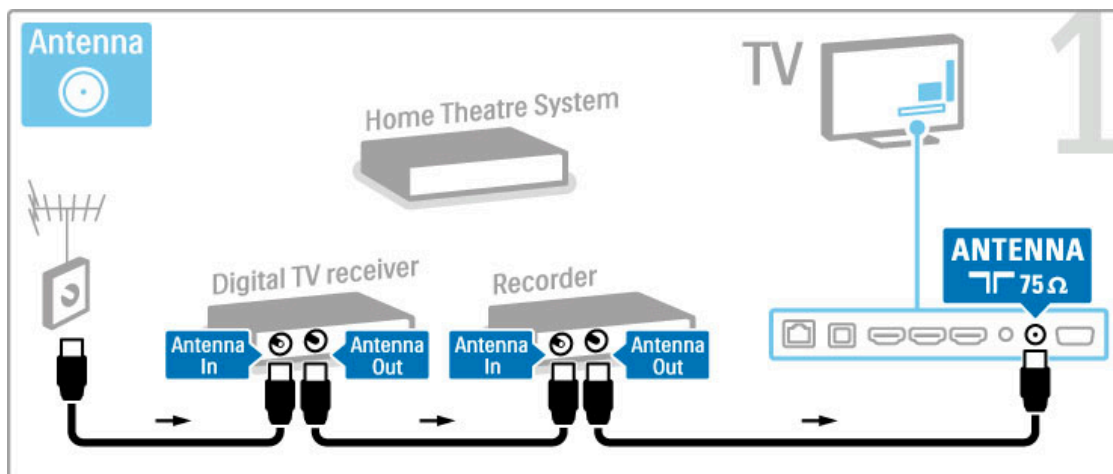 Antenna
TV
1
Home Theatre System
Digital TV receiver
Recorder
ANTENNA
75 Ω
Antenna
In
Antenna
Out
Antenna
In
Antenna
Out